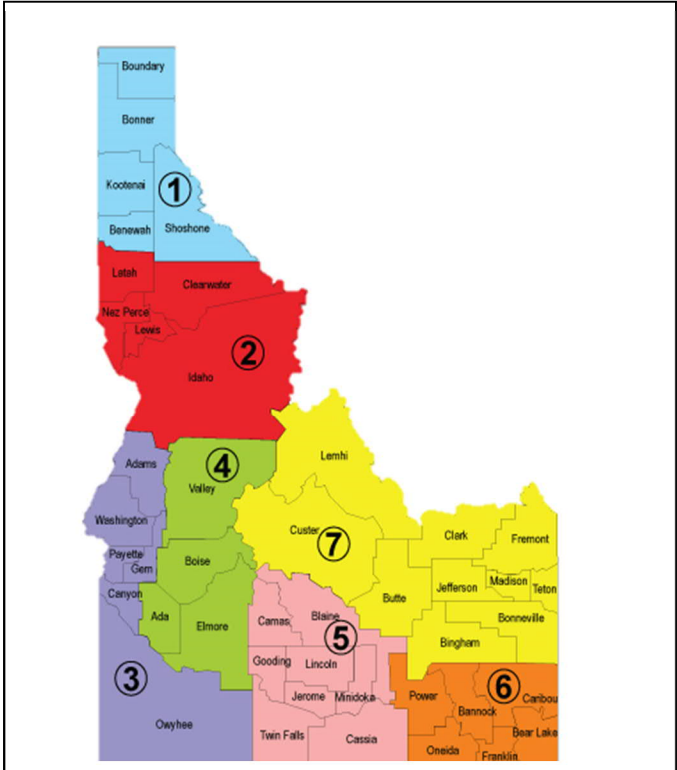 Boundary
Bonner
Kootenai
1
Benewah
Shoshone
Latah
Clearwater
Nez Perce
Lewis
2
Idaho
Adams
4
Lemhi
Valley
Washington
Custer
7
Clark
Fremont
Payette
Gem
Boise
Canyon
Butte
Jefferson
Madison
Teton
Ada
Elmore
Camas
Blaine
5
Bonneville
Bingham
Gooding
Lincoln
3
6
Jerome
Minidoka
Power
Caribou
Bannock
Owyhee
Twin Falls
Cassia
Bear Lake
Oneida
Franklin